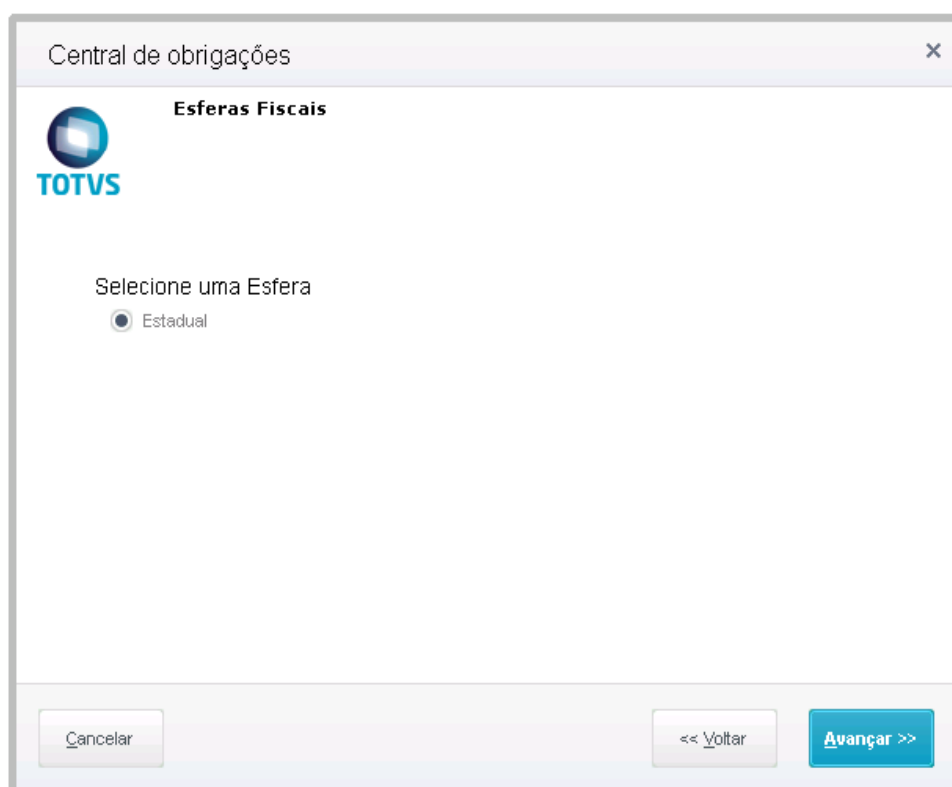 Central de obrigações
Esferas Fiscais
TOTVS
Selecione uma Esfera
Estadual
Cancelar
<< Voltar
Avançar >>